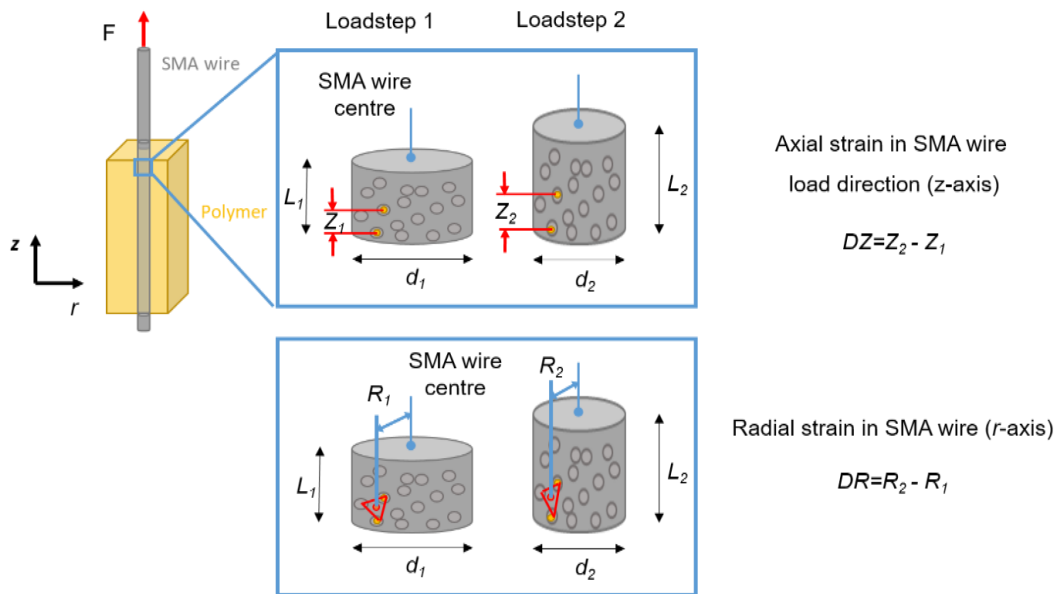 Loadstep 1
Loadstep 2
F
SMA wire
SMA wire
centre
L1
Z1
d1
Z2
L2
d2
Polymer
z
r
Axial strain in SMA wire
load direction (z-axis)
DZ=Z2 - Z1
SMA wire
centre
R1
R2
L1
d1
L2
d2
Radial strain in SMA wire (r-axis)
DR=R2 - R1